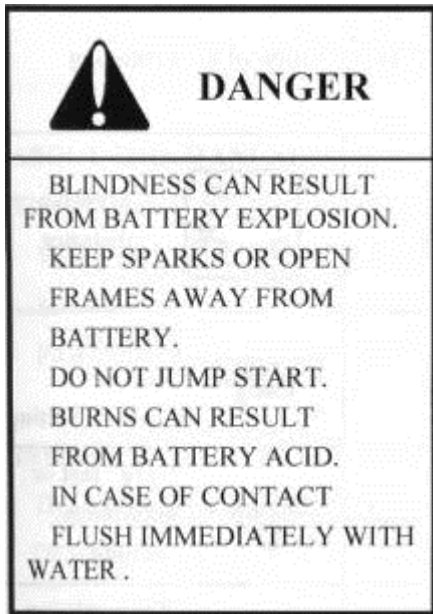 DANGER
BLINDNESS CAN RESULT
FROM BATTERY EXPLOSION.
KEEP SPARKS OR OPEN
FRAMES AWAY FROM
BATTERY.
DO NOT JUMP START.
BURNS CAN RESULT
FROM BATTERY ACID.
IN CASE OF CONTACT
FLUSH IMMEDIATELY WITH
WATER .